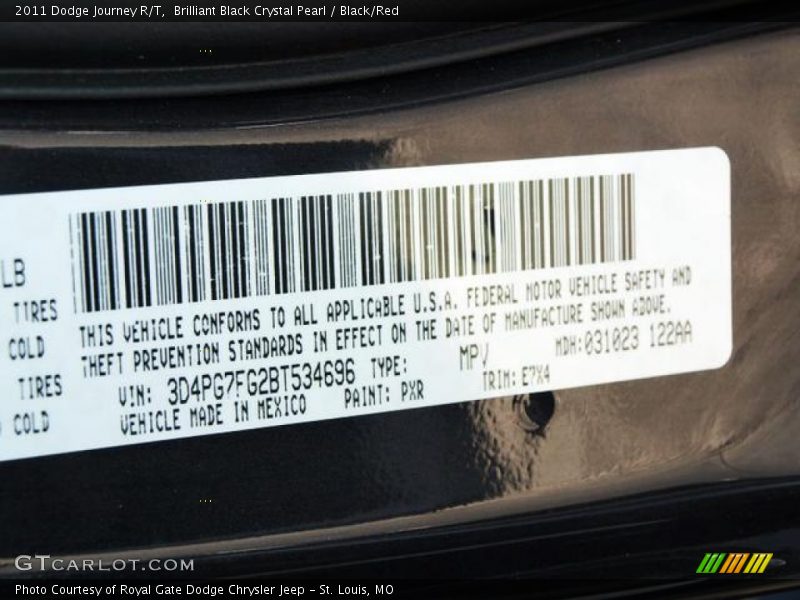 2011 Dodge Journey R/T, Brilliant Black Crystal Pearl / Black/Red
LB
TIRES
COLD
TIRES
COLD
THIS VEHICLE CONFORMS TO ALL APPLICABLE U.S.A. FEDERAL MOTOR VEHICLE SAFETY AND
THEFT PREVENTION STANDARDS IN EFFECT ON THE DATE OF MANUFACTURE SHOWN ABOVE.
VIN: 3D4PG7FG2BT534696 TYPE: MPV MDH:031023 122AA
VEHICLE MADE IN MEXICO PAINT: PXR TRIM: E7X4
GTCARLOT.COM
Photo Courtesy of Royal Gate Dodge Chrysler Jeep - St. Louis, MO